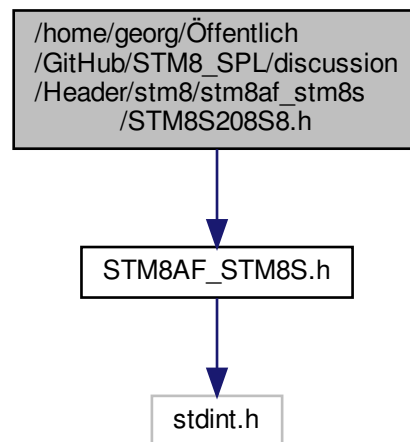 /home/georg/Öffentlich
/GitHub/STM8_SPL/discussion
/Header/stm8/stm8af_stm8s
/STM8S208S8.h
STM8AF_STM8S.h
stdint.h